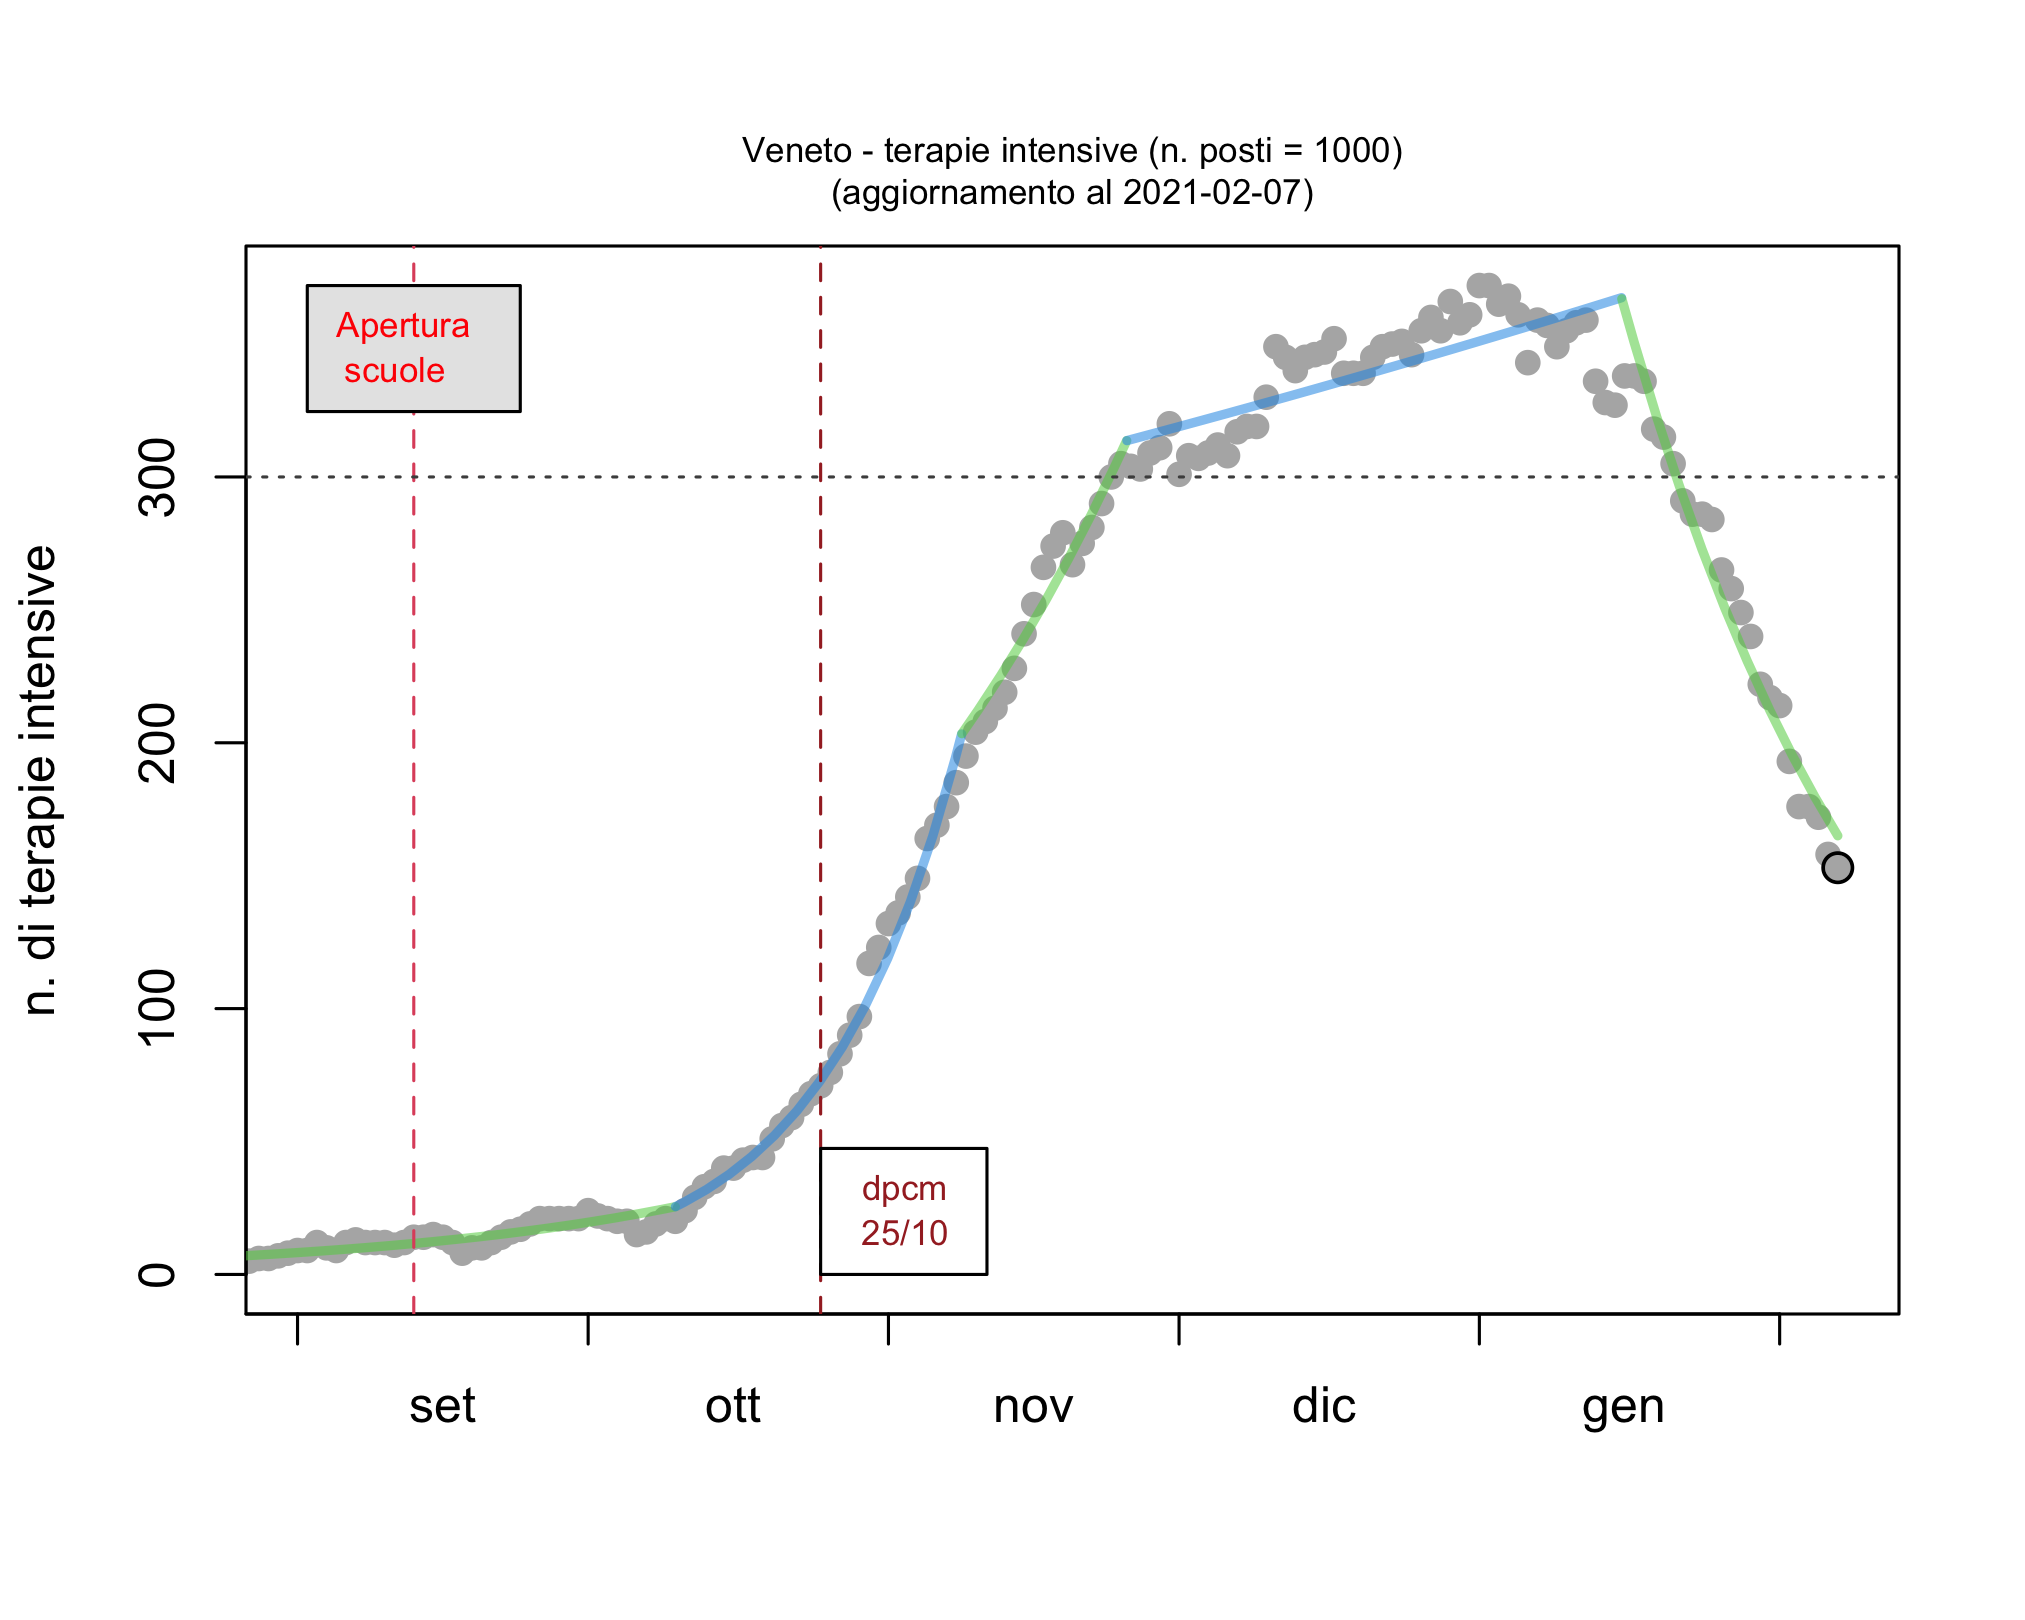 Veneto - terapie intensive (n. posti = 1000)
(aggiornamento al 2021-02-07)
Apertura
scuole
n. di terapie intensive
300
200
100
0
dpcm
25/10
set
ott
nov
dic
gen